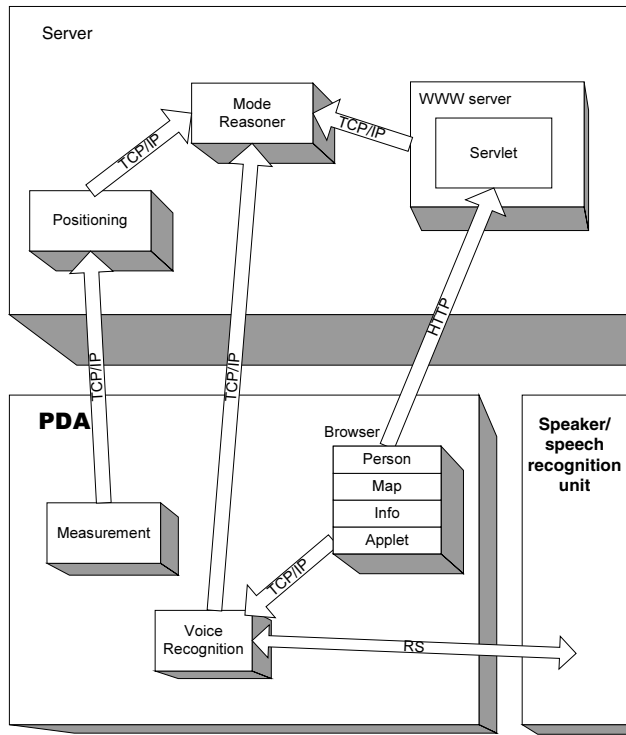 Server
Mode
Reasoner
WWW server
Servlet
TCP/IP
TCP/IP
Positioning
HTTP
TCP/IP
TCP/IP
PDA
Browser
Person
Map
Info
Applet
Speaker/
speech
recognition
unit
Measurement
TCP/IP
Voice
Recognition
RS